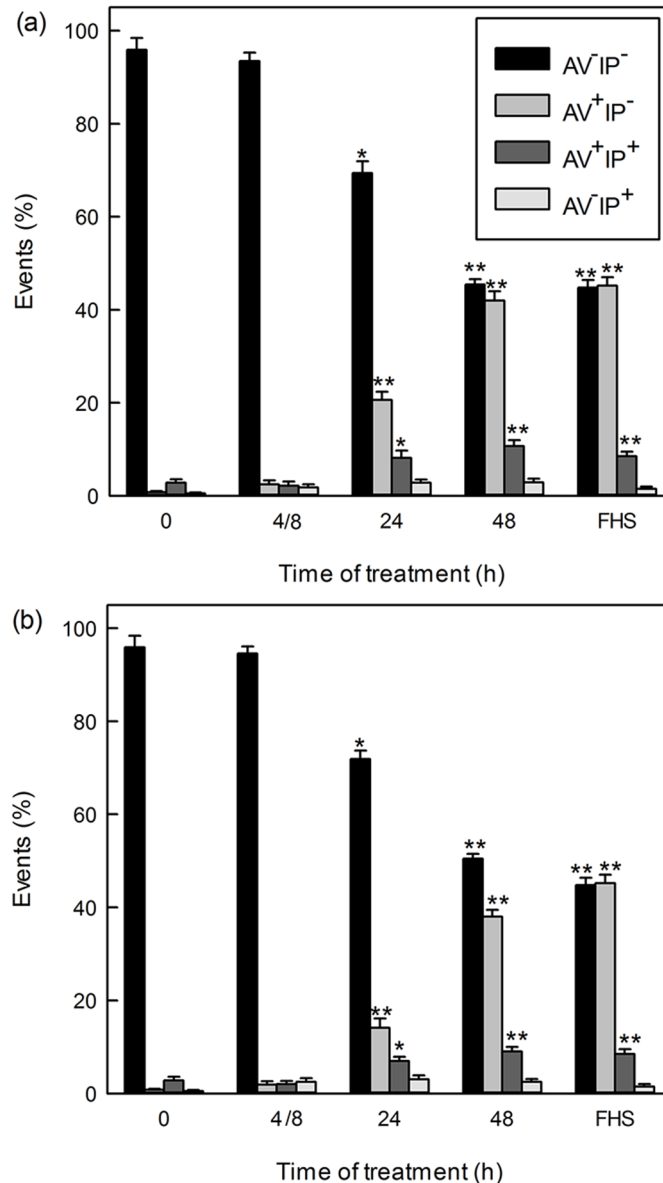 (a)
100
80
60
40
20
0
Events (%)
AV⁻IP⁻
AV⁺IP⁻
AV⁺IP⁺
AV⁻IP⁺
*
**
*
**
**
**
**
**
**
0 4/8 24 48 FHS
Time of treatment (h)
(b)
100
80
60
40
20
0
Events (%)
*
**
*
**
**
**
**
**
**
0 4/8 24 48 FHS
Time of treatment (h)